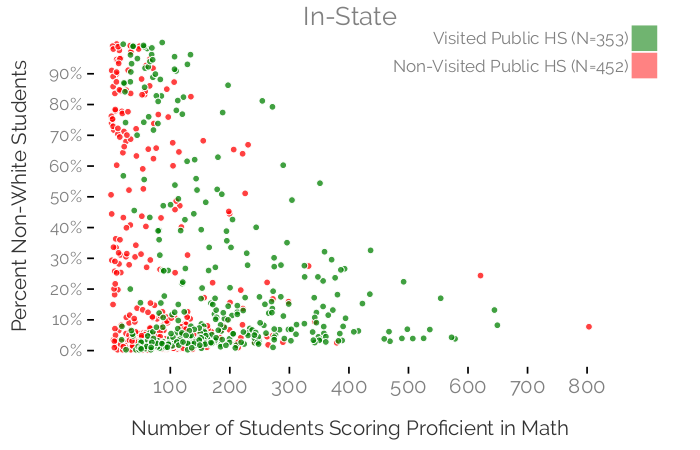 In-State
Visited Public HS (N=353)
Non-Visited Public HS (N=452)
Percent Non-White Students
90%
80%
70%
60%
50%
40%
30%
20%
10%
0%
100 200 300 400 500 600 700 800
Number of Students Scoring Proficient in Math